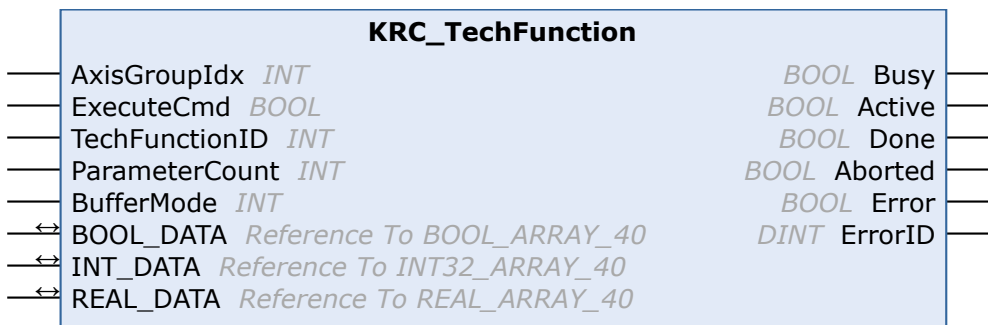 KRC_TechFunction
AxisGroupIdx INT BOOL Busy
ExecuteCmd BOOL BOOL Active
TechFunctionID INT BOOL Done
ParameterCount INT BOOL Aborted
BufferMode INT BOOL Error
BOOL_DATA Reference To BOOL_ARRAY_40 DINT ErrorID
INT_DATA Reference To INT32_ARRAY_40
REAL_DATA Reference To REAL_ARRAY_40